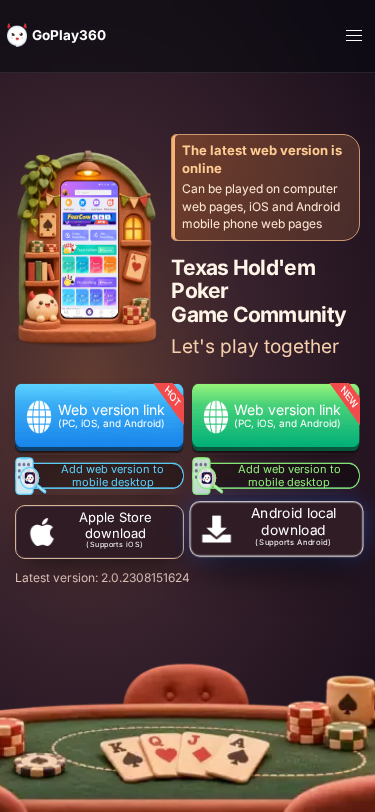 GoPlay360
The latest web version is
online
Can be played on computer
web pages, iOS and Android
mobile phone web pages
Texas Hold'em
Poker
Game Community
Let's play together
Web version link
(PC, iOS, and Android)
HOT
Web version link
(PC, iOS, and Android)
NEW
Add web version to
mobile desktop
Add web version to
mobile desktop
Apple Store
download
(Supports iOS)
Android local
download
(Supports Android)
Latest version: 2.0.2308151624
K
Q
J
A